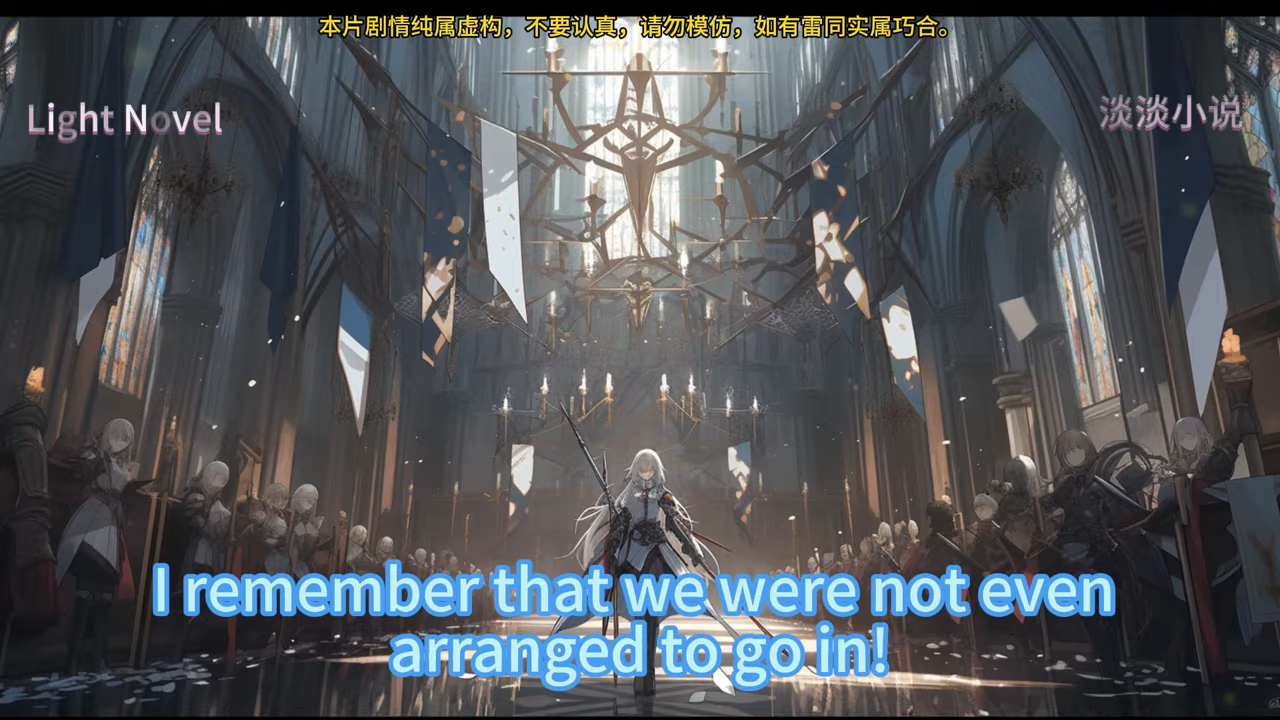 本片剧情纯属虚构，不要认真，请勿模仿，如有雷同实属巧合。
Light Novel
淡淡小说
I remember that we were not even
arranged to go in!